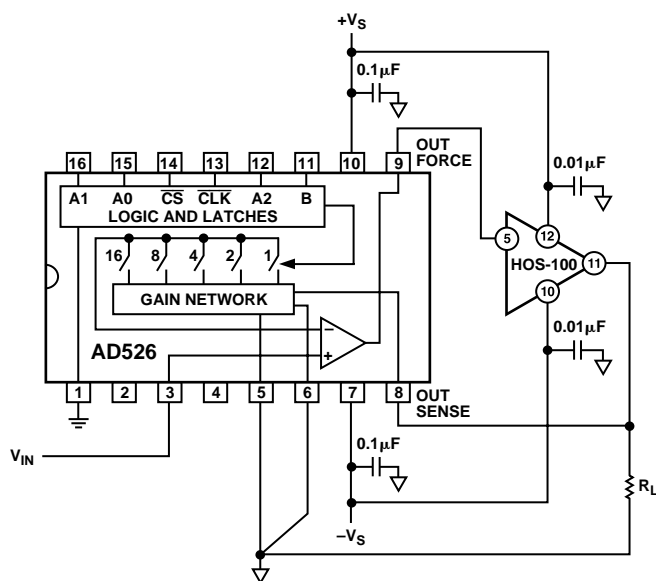 +VS
0.1µF
16 15 14 13 12 11 10 9
OUT
FORCE
A1 A0 C̅S̅ C̅L̅K̅ A2 B
LOGIC AND LATCHES
0.01µF
16 8 4 2 1
5 12 11
HOS-100
10
GAIN NETWORK
–
+
0.01µF
AD526
1 2 3 4 5 6 7 8
OUT
SENSE
0.1µF
VIN
RL
–VS